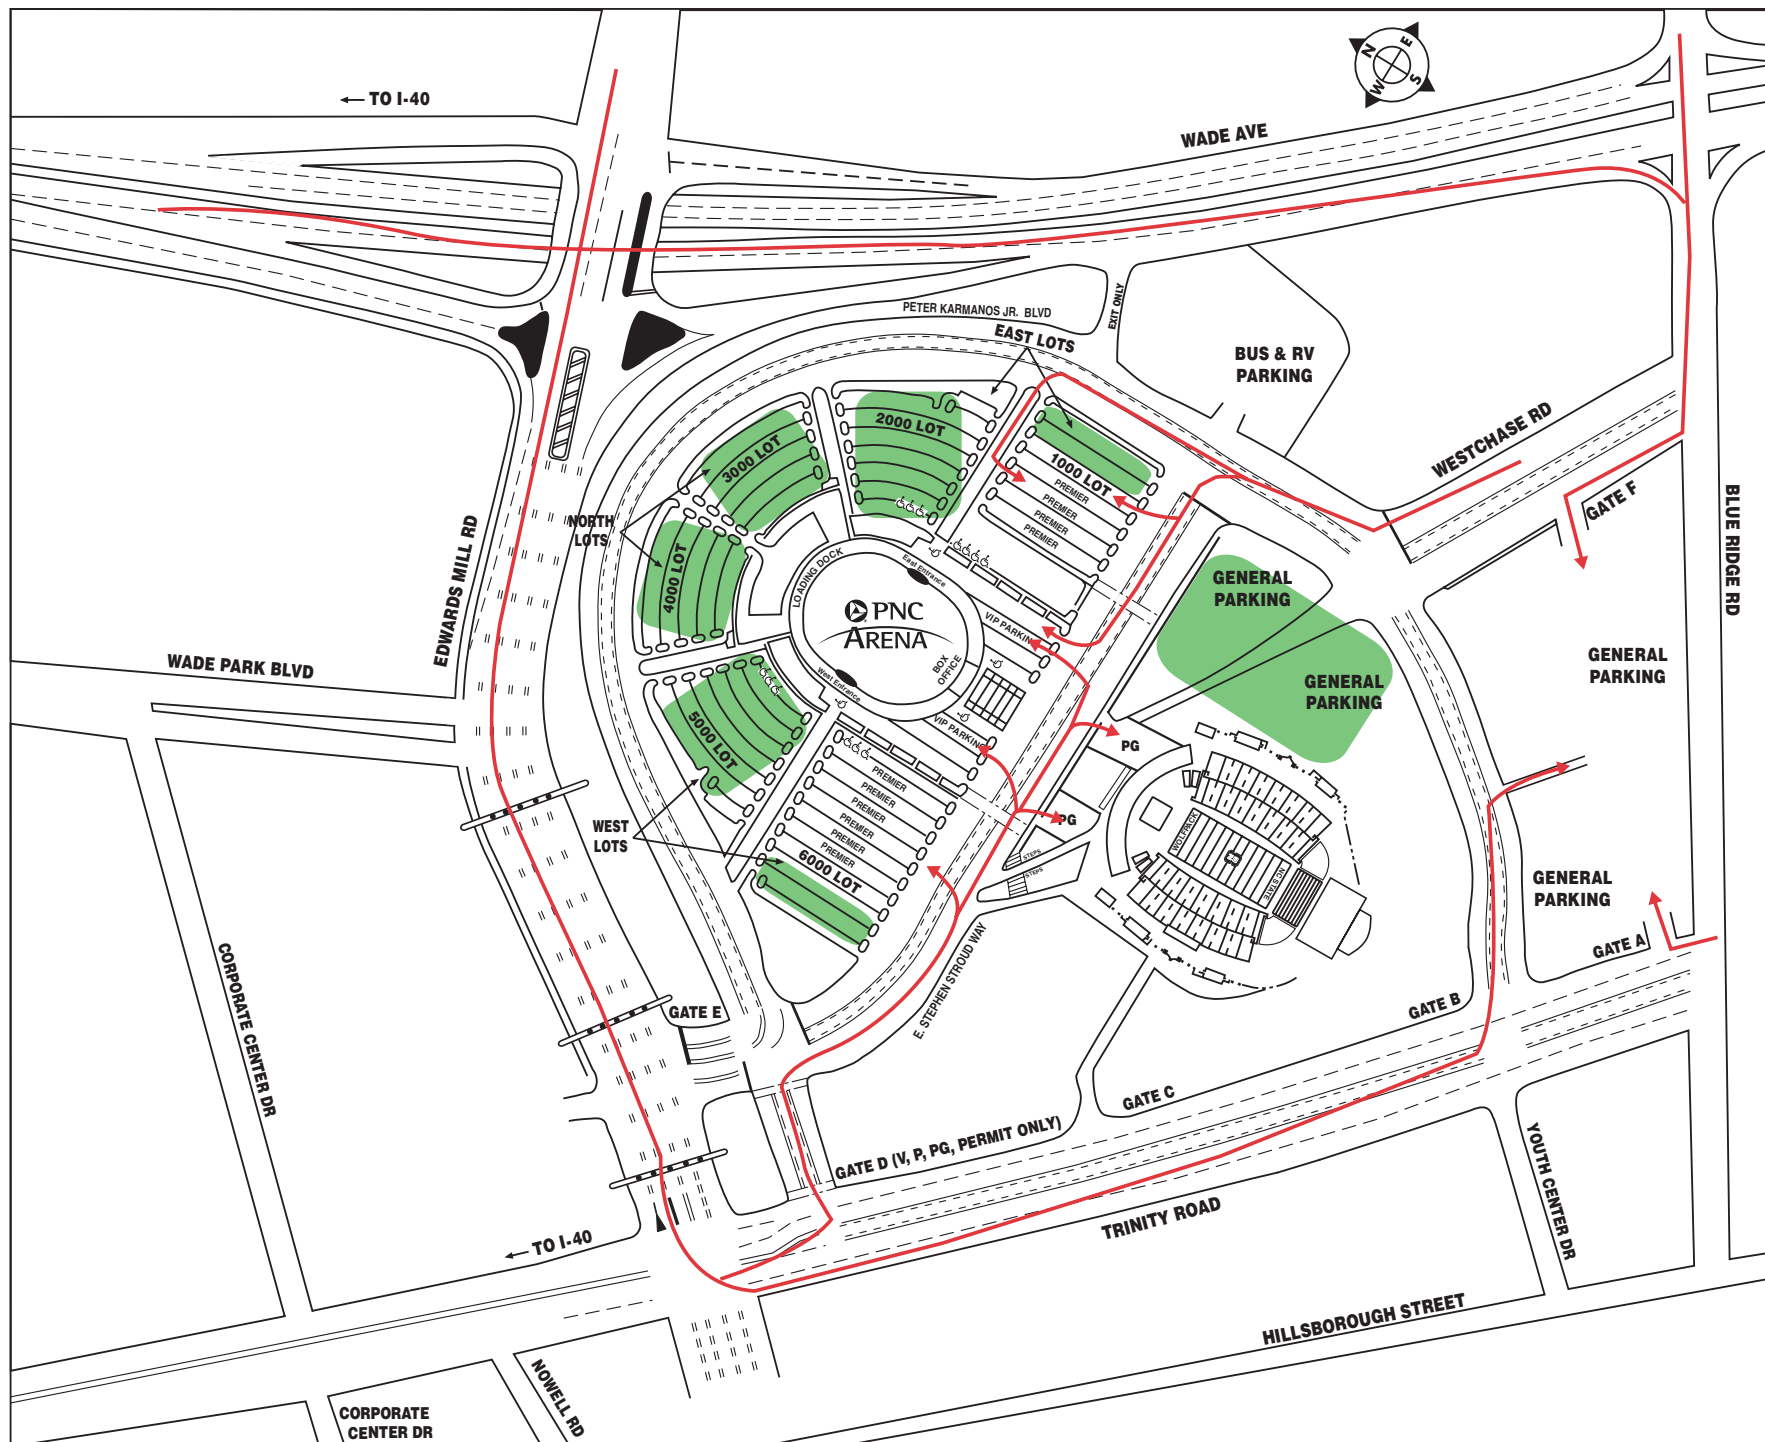 TO I-40
WADE AVE
N
E
S
W
PETER KARMANOS JR. BLVD
EXIT ONLY
EAST LOTS
BUS & RV
PARKING
2000 LOT
3000 LOT
1000 LOT
PREMIER
PREMIER
PREMIER
PREMIER
WESTCHASE RD
GATE F
BLUE RIDGE RD
NORTH
LOTS
EDWARDS MILL RD
4000 LOT
LOADING DOCK
East Entrance
PNC
ARENA
VIP PARKING
BOX
OFFICE
West Entrance
VIP PARKING
GENERAL
PARKING
GENERAL
PARKING
GENERAL
PARKING
WADE PARK BLVD
5000 LOT
PG
PG
PREMIER
PREMIER
PREMIER
PREMIER
PREMIER
6000 LOT
WEST
LOTS
STEPS
STEPS
WOLFPACK
NC STATE
GENERAL
PARKING
GATE A
GATE B
E. STEPHEN STROUD WAY
GATE E
CORPORATE CENTER DR
GATE C
GATE D (V, P, PG, PERMIT ONLY)
YOUTH CENTER DR
TRINITY ROAD
TO I-40
HILLSBOROUGH STREET
NOWELL RD
CORPORATE
CENTER DR